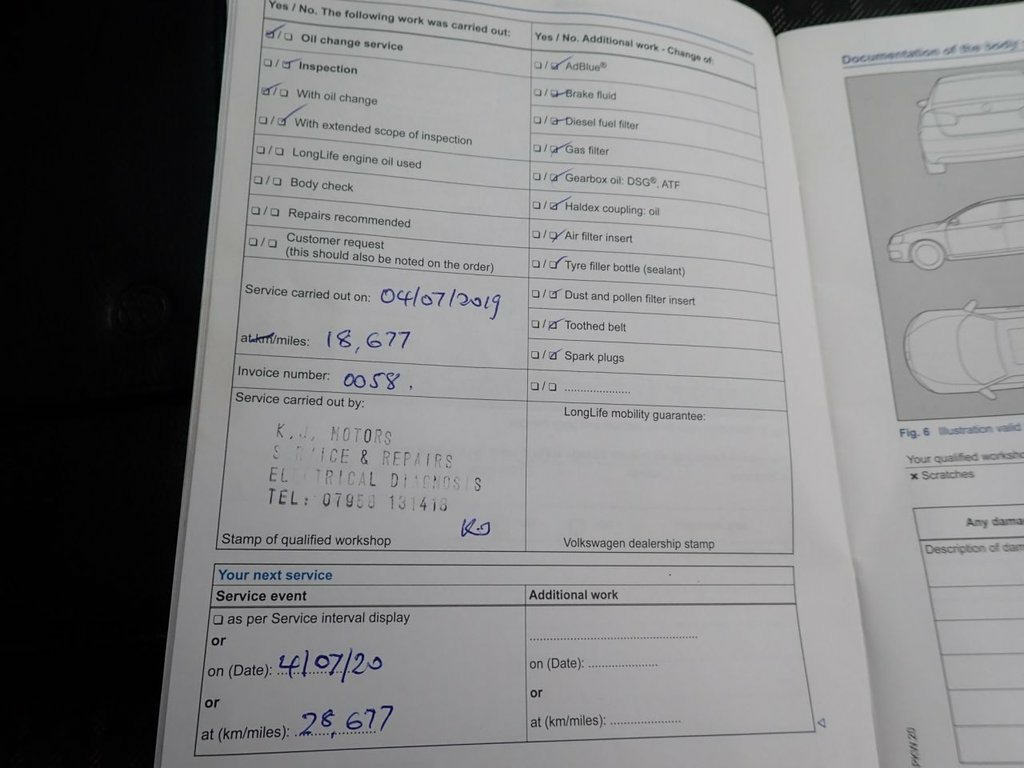 Yes / No. The following work was carried out:
☑/☐ Oil change service
☐/☑ Inspection
☑/☐ With oil change
☐/☑ With extended scope of inspection
☐/☐ LongLife engine oil used
☐/☐ Body check
☐/☐ Repairs recommended
☐/☐ Customer request
(this should also be noted on the order)
Service carried out on: 04/07/2019
at km/miles: 18,677
Invoice number: 0058.
Service carried out by:
K.J. MOTORS
SERVICE & REPAIRS
ELECTRICAL DIAGNOSIS
TEL: 07958 131413
KJ
Stamp of qualified workshop
Yes / No. Additional work - Change of:
☐/☑ AdBlue®
☐/☑ Brake fluid
☐/☑ Diesel fuel filter
☐/☑ Gas filter
☐/☑ Gearbox oil: DSG®, ATF
☐/☑ Haldex coupling: oil
☐/☑ Air filter insert
☐/☑ Tyre filler bottle (sealant)
☐/☑ Dust and pollen filter insert
☐/☑ Toothed belt
☐/☑ Spark plugs
☐/☐ ......................
LongLife mobility guarantee:
Volkswagen dealership stamp
Your next service
Service event
☐ as per Service interval display
or
on (Date): 4/07/20
or
at (km/miles): 28,677
Additional work
on (Date): ....................
or
at (km/miles): ....................
Documentation of the body
Fig. 6 Illustration valid
Your qualified worksho
× Scratches
Any dama
Description of dam